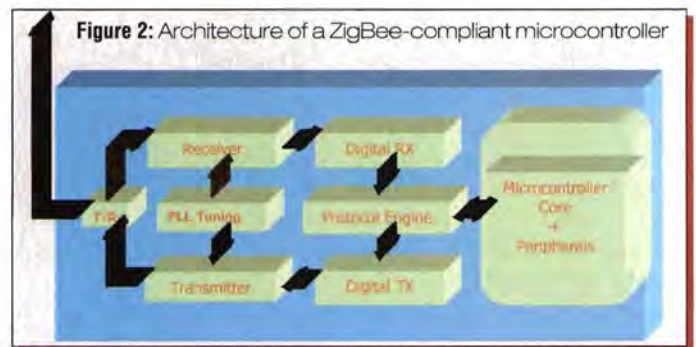 Figure 2: Architecture of a ZigBee-compliant microcontroller
Receiver
Digital RX
T/R
PLL Tuning
Protocol Engine
Microcontroller
Core
+
Peripherals
Transmitter
Digital TX